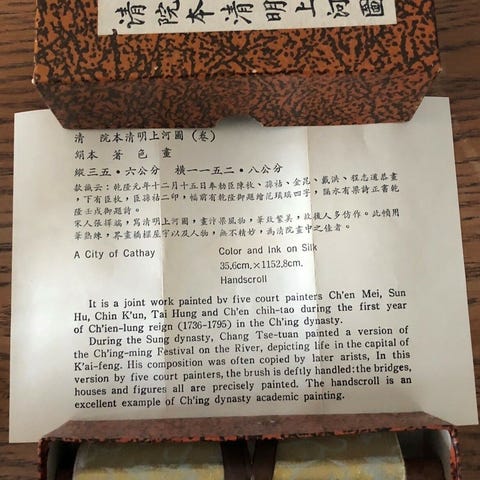 清院本清明上河圖
清 院本清明上河圖(卷)
絹本 著色畫
縱三五・六公分 橫一一五二・八公分
款識云:乾隆元年十二月十五日奉勑臣陳枚、孫祜、金昆、戴洪、程志道恭畫
,下有臣枚,臣孫祜二印,幅前有乾隆御題繪苑瓊瑤四字,隔水有梁詩正書乾
隆壬戌御題詩。
宋人張擇端,寫清明上河圖,畫汴梁風物,筆致繁美,故後人多仿作。此幀用
筆熟練,界畫橋樑屋宇以及人物,無不精妙,為清院畫中之佳者。
A City of Cathay
Color and Ink on Silk
35.6cm.×1152.8cm.
Handscroll
It is a joint work painted by five court painters Ch'en Mei, Sun
Hu, Chin K'un, Tai Hung and Ch'en chih-tao during the first year
of Ch'ien-lung reign (1736-1795) in the Ch'ing dynasty.
During the Sung dynasty, Chang Tse-tuan painted a version of
the Ch'ing-ming Festival on the River, depicting life in the capital of
K'ai-feng. His composition was often copied by later arists, In this
version by five court painters, the brush is deftly handled: the bridges,
houses and figures all are precisely painted. The handscroll is an
excellent example of Ch'ing dynasty academic painting.